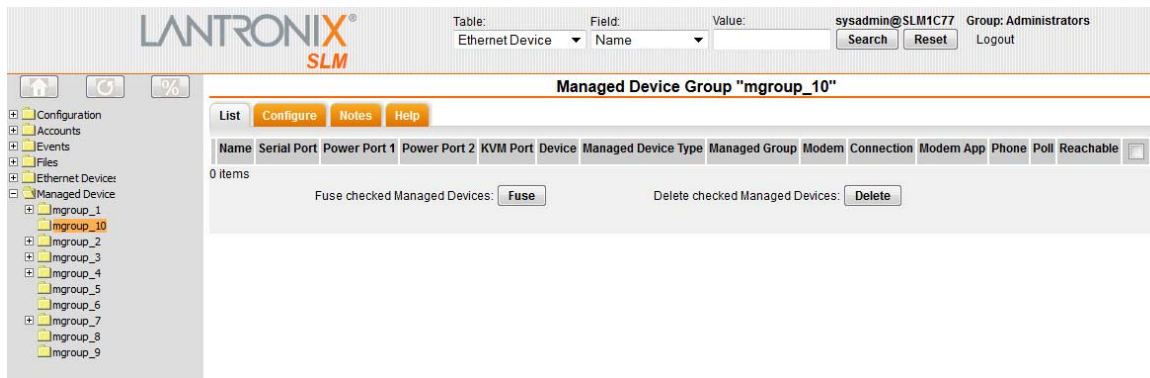 LANTRONIX®
SLM
Table: Field: Value: sysadmin@SLM1C77 Group: Administrators
Ethernet Device Name Search Reset Logout
Managed Device Group "mgroup_10"
List Configure Notes Help
Name Serial Port Power Port 1 Power Port 2 KVM Port Device Managed Device Type Managed Group Modem Connection Modem App Phone Poll Reachable
0 items
Fuse checked Managed Devices: Fuse Delete checked Managed Devices: Delete
Configuration
Accounts
Events
Files
Ethernet Devices
Managed Device
mgroup_1
mgroup_10
mgroup_2
mgroup_3
mgroup_4
mgroup_5
mgroup_6
mgroup_7
mgroup_8
mgroup_9